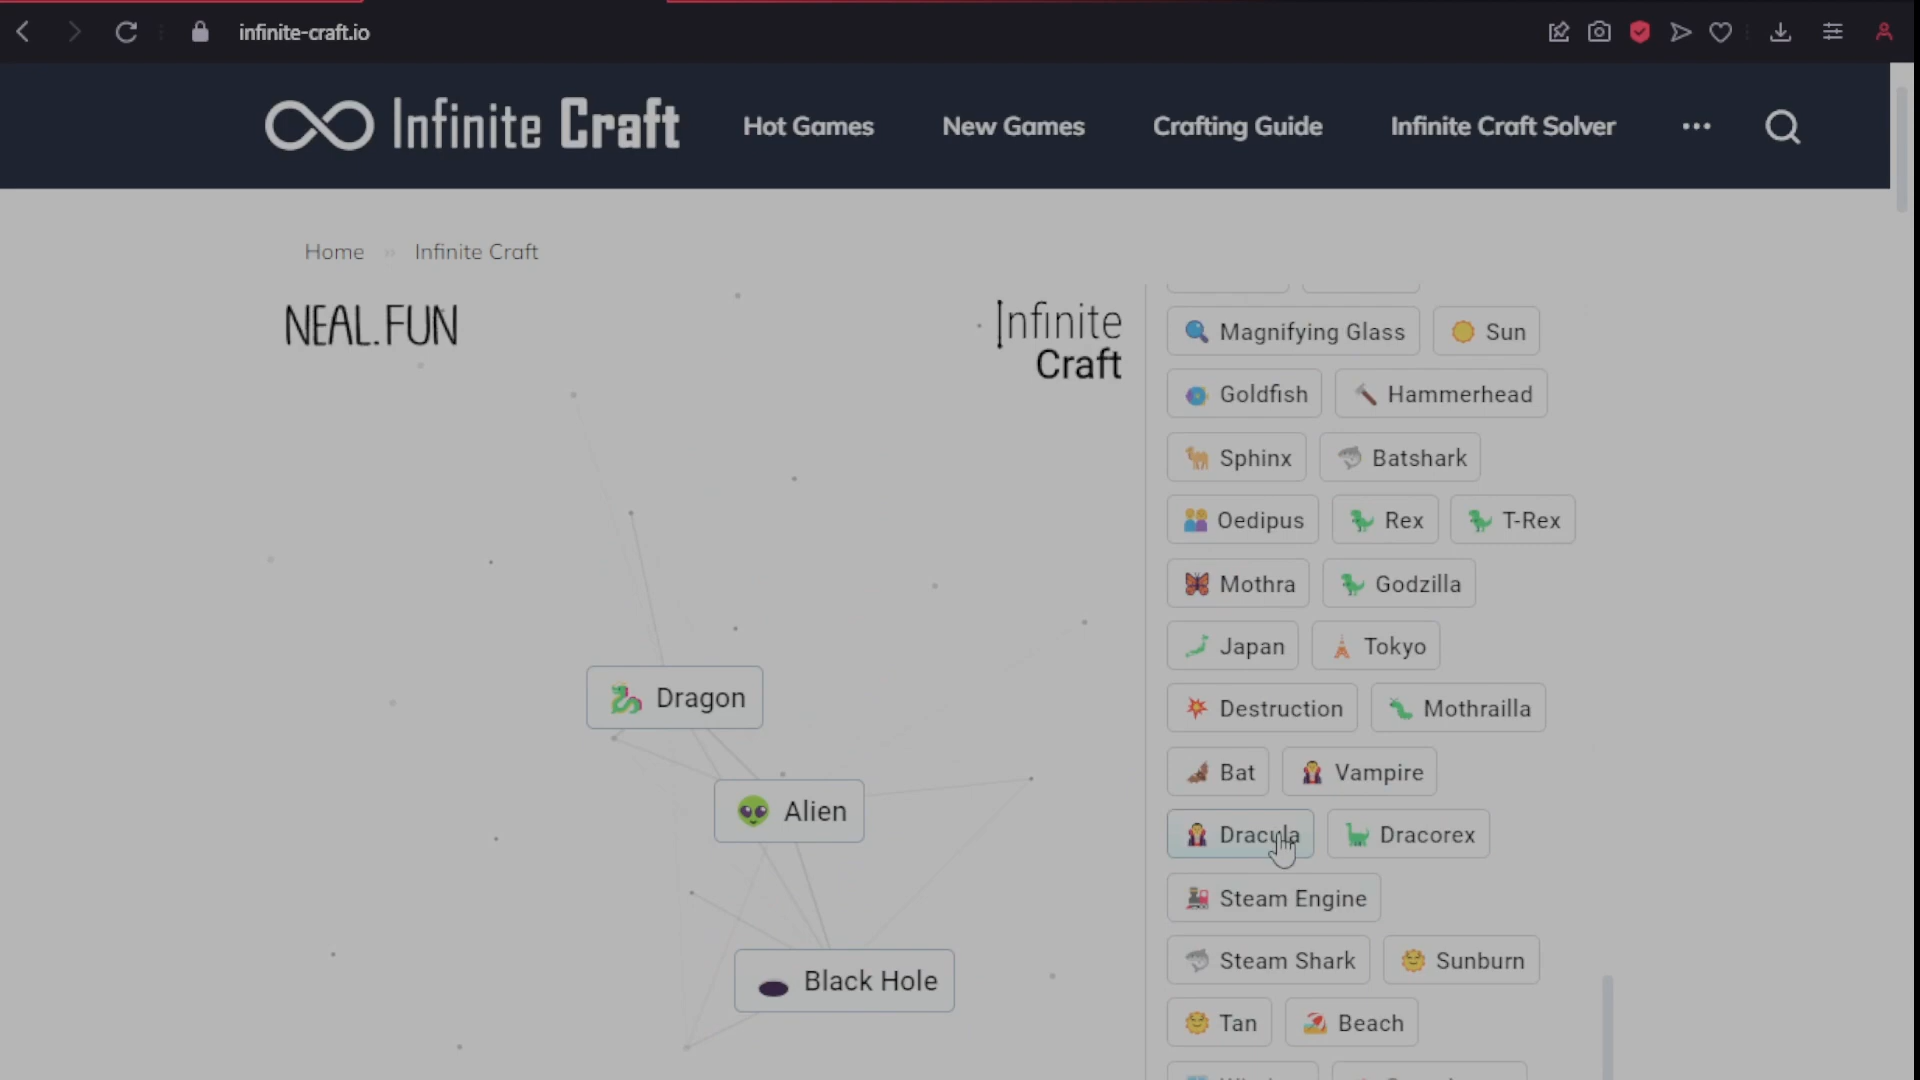 infinite-craft.io
Infinite Craft
Hot Games
New Games
Crafting Guide
Infinite Craft Solver
Home » Infinite Craft
NEAL.FUN
Infinite
Craft
Dragon
Alien
Black Hole
Magnifying Glass
Sun
Goldfish
Hammerhead
Sphinx
Batshark
Oedipus
Rex
T-Rex
Mothra
Godzilla
Japan
Tokyo
Destruction
Mothrailla
Bat
Vampire
Dracula
Dracorex
Steam Engine
Steam Shark
Sunburn
Tan
Beach